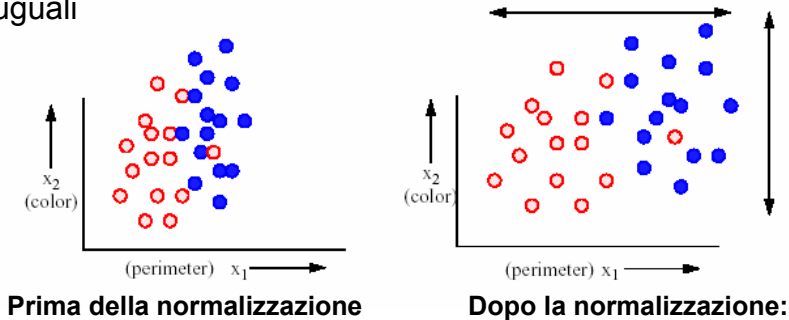 uguali
x2
(color)
(perimeter) x1
x2
(color)
(perimeter) x1
Prima della normalizzazione
Dopo la normalizzazione: